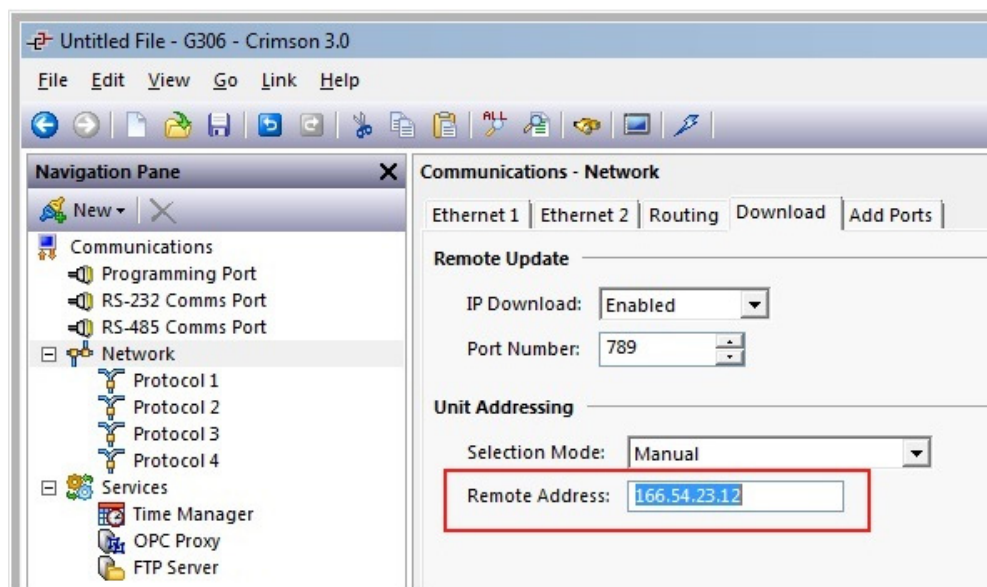 Untitled File - G306 - Crimson 3.0
File Edit View Go Link Help
ALL
Navigation Pane
New
Communications
Programming Port
RS-232 Comms Port
RS-485 Comms Port
Network
Protocol 1
Protocol 2
Protocol 3
Protocol 4
Services
Time Manager
OPC Proxy
FTP Server
Communications - Network
Ethernet 1 Ethernet 2 Routing Download Add Ports
Remote Update
IP Download: Enabled
Port Number: 789
Unit Addressing
Selection Mode: Manual
Remote Address: 166.54.23.12